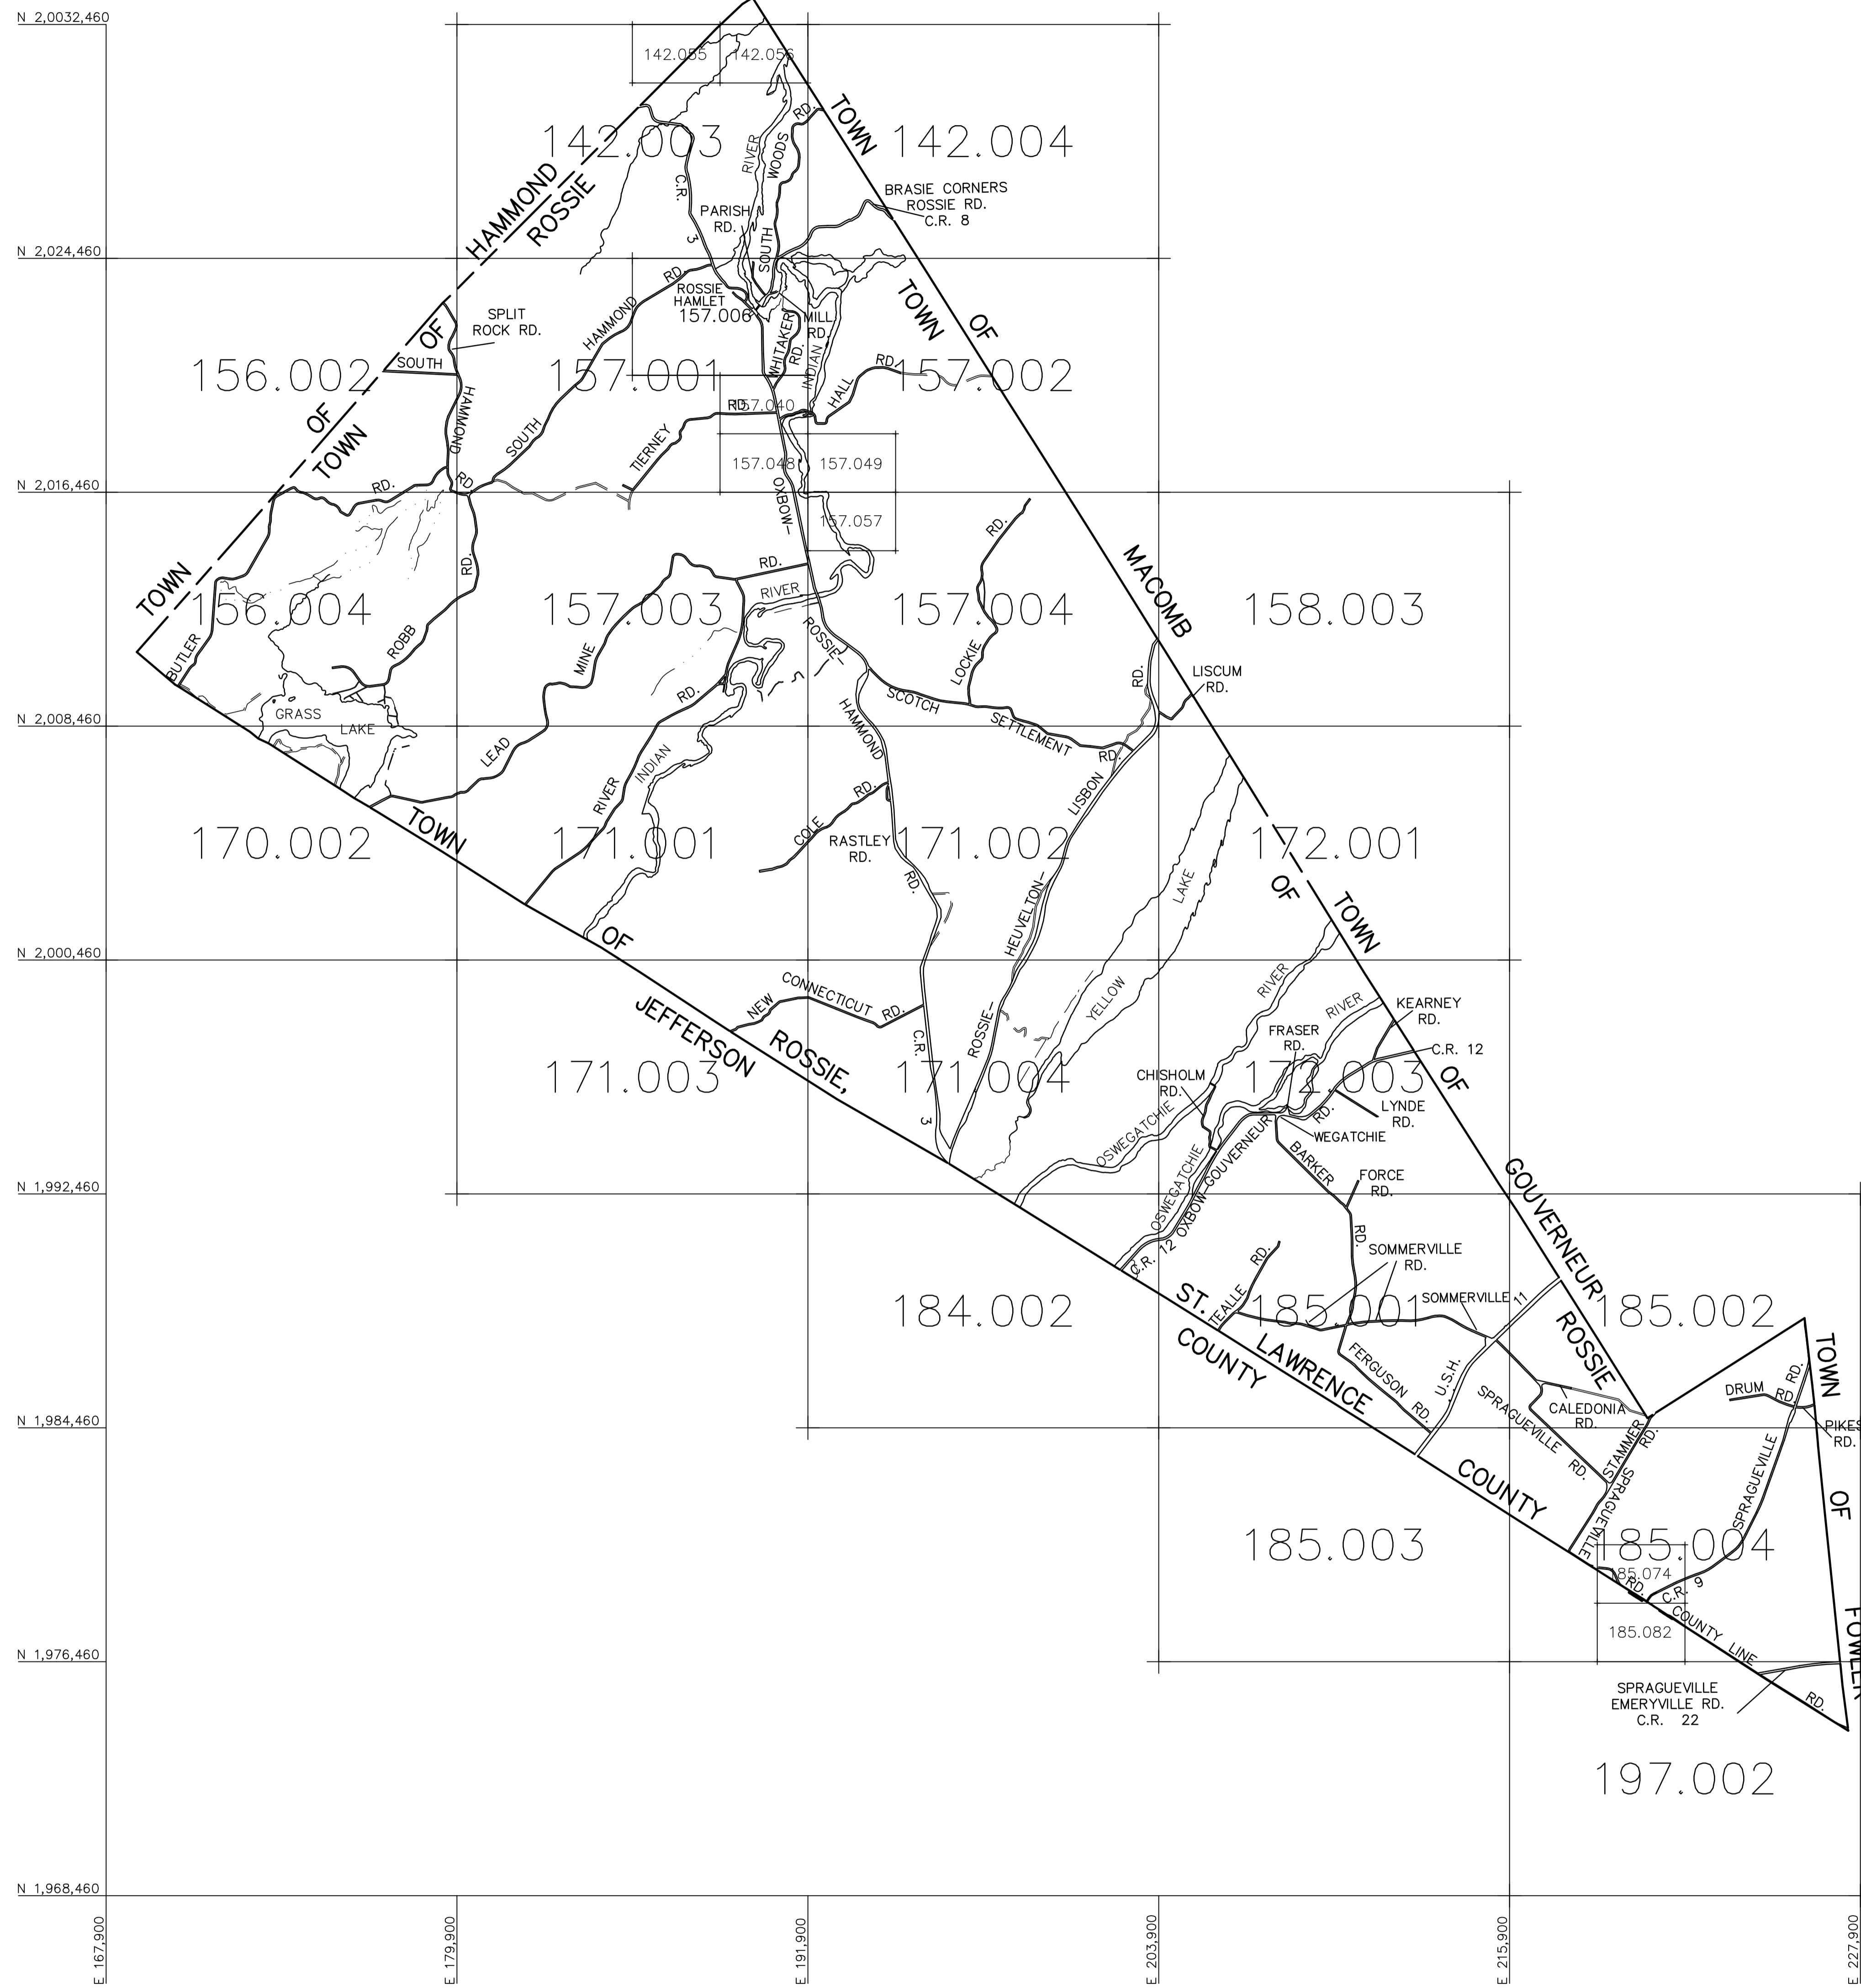 N 2,0032,460
142.055
142.056
142.003
142.004
TOWN OF MACOMB
HAMMOND
ROSSIE
C.R. 3
RIVER
SOUTH WOODS RD.
PARISH
RD.
BRASIE CORNERS
ROSSIE RD.
C.R. 8
N 2,024,460
SOUTH HAMMOND RD.
ROSSIE
HAMLET
157.006
MILL
RD.
WHITAKER RD.
INDIAN
TOWN OF
SPLIT
ROCK RD.
SOUTH
HAMMOND RD.
156.002
157.001
157.002
HALL RD.
157.040
TIERNEY RD.
157.048
157.049
157.057
OXBOW-
TOWN OF
TOWN OF
N 2,016,460
RD.
RD.
RD.
RIVER
LOCKIE RD.
156.004
157.003
157.004
158.003
BUTLER
ROBB
LEAD MINE
ROSSIE-
HAMMOND
SCOTCH SETTLEMENT RD.
RD.
LISCUM
RD.
GRASS LAKE
N 2,008,460
RIVER RD.
INDIAN
COLE RD.
RASTLEY
RD.
RD.
LISBON
HEUVELTON-
ROSSIE-
170.002
171.001
171.002
172.001
YELLOW LAKE
TOWN OF ROSSIE,
JEFFERSON
TOWN OF GOUVERNEUR
OF ROSSIE
N 2,000,460
NEW CONNECTICUT RD.
C.R. 3
RIVER
RIVER
KEARNEY
RD.
FRASER
RD.
C.R. 12
171.003
171.004
172.003
CHISHOLM
RD.
LYNDE
RD.
RD.
WEGATCHIE
OSWEGATCHIE
OSWEGATCHIE
OXBOW-GOUVERNEUR
C.R. 12
BARKER RD.
FORCE
RD.
N 1,992,460
SOMMERVILLE
RD.
SOMMERVILLE
TEALLE RD.
184.002
185.001
185.002
ST. LAWRENCE COUNTY
COUNTY
FERGUSON RD.
U.S.H. 11
SPRAGUEVILLE RD.
CALEDONIA
RD.
STAMMER RD.
SPRAGUEVILLE
DRUM RD.
RD.
PIKES
RD.
TOWN OF FOWLER
N 1,984,460
SPRAGUEVILLE
185.003
185.004
185.074
RD.
C.R. 9
185.082
COUNTY LINE RD.
N 1,976,460
SPRAGUEVILLE
EMERYVILLE RD.
C.R. 22
197.002
N 1,968,460
E 167,900
E 179,900
E 191,900
E 203,900
E 215,900
E 227,900